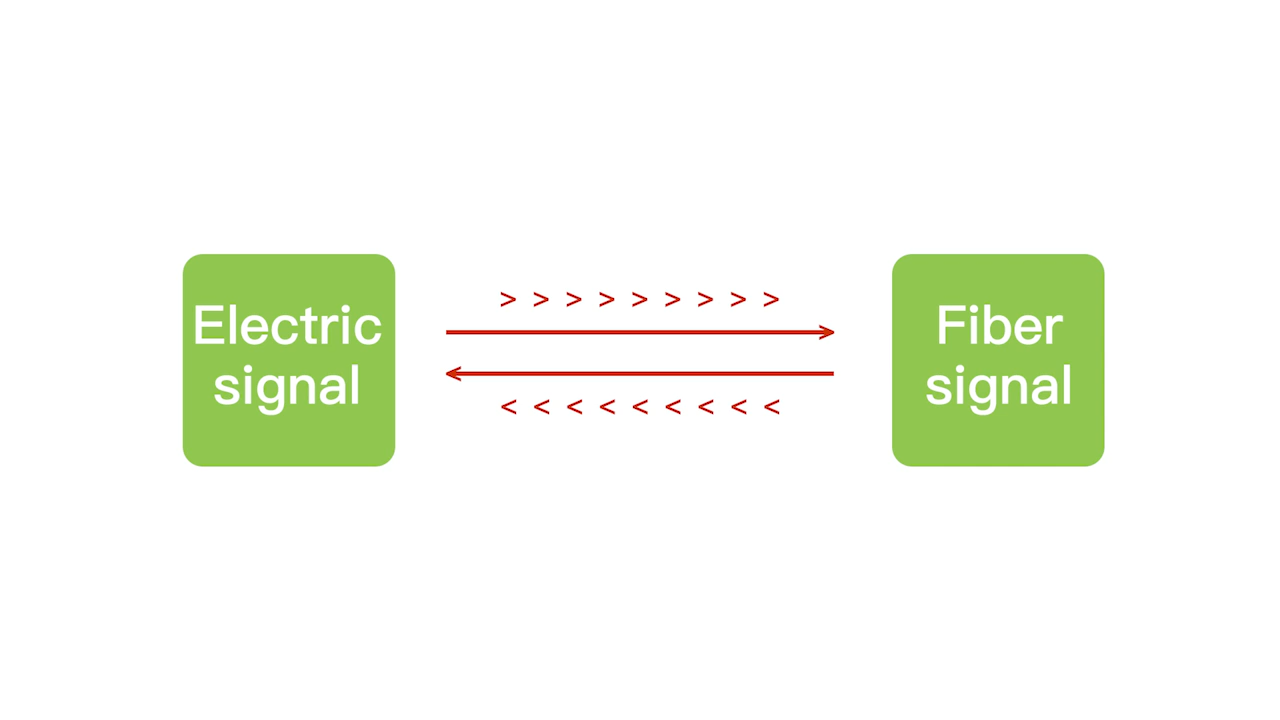 Electric
signal
> > > > > > > > >
< < < < < < < < <
Fiber
signal